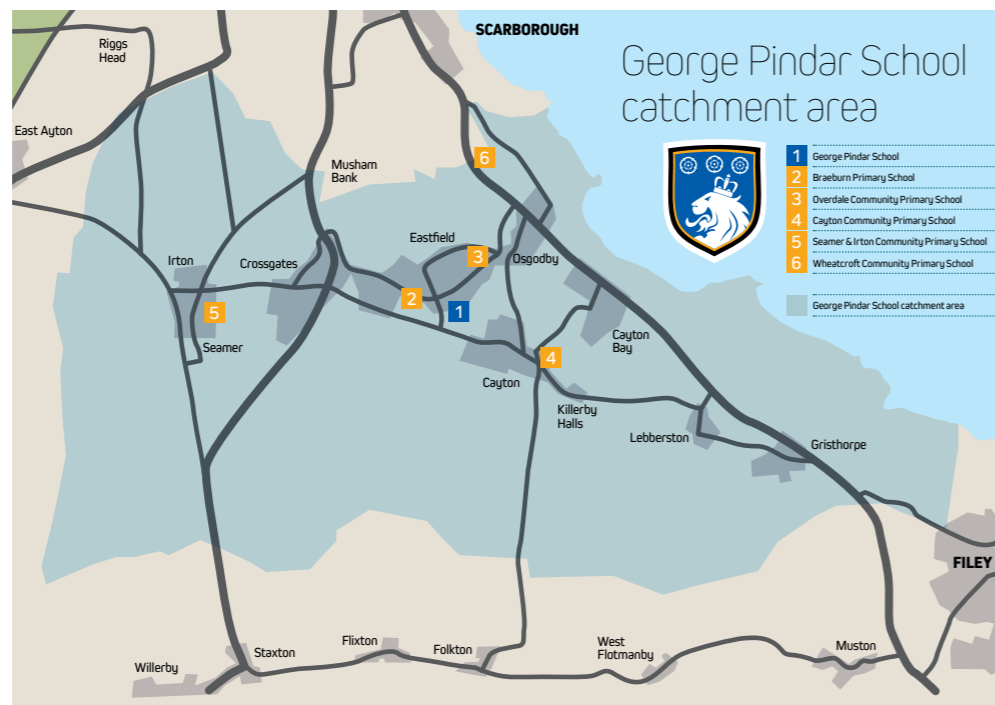 SCARBOROUGH
George Pindar School
catchment area
1 George Pindar School
2 Braeburn Primary School
3 Overdale Community Primary School
4 Cayton Community Primary School
5 Seamer & Irton Community Primary School
6 Wheatcroft Community Primary School
George Pindar School catchment area
Riggs
Head
East Ayton
Musham
Bank
6
Irton
Crossgates
Eastfield
3
Osgodby
2
1
5
Seamer
Cayton
Bay
4
Cayton
Killerby
Halls
Lebberston
Gristhorpe
FILEY
Willerby
Staxton
Flixton
Folkton
West
Flotmanby
Muston